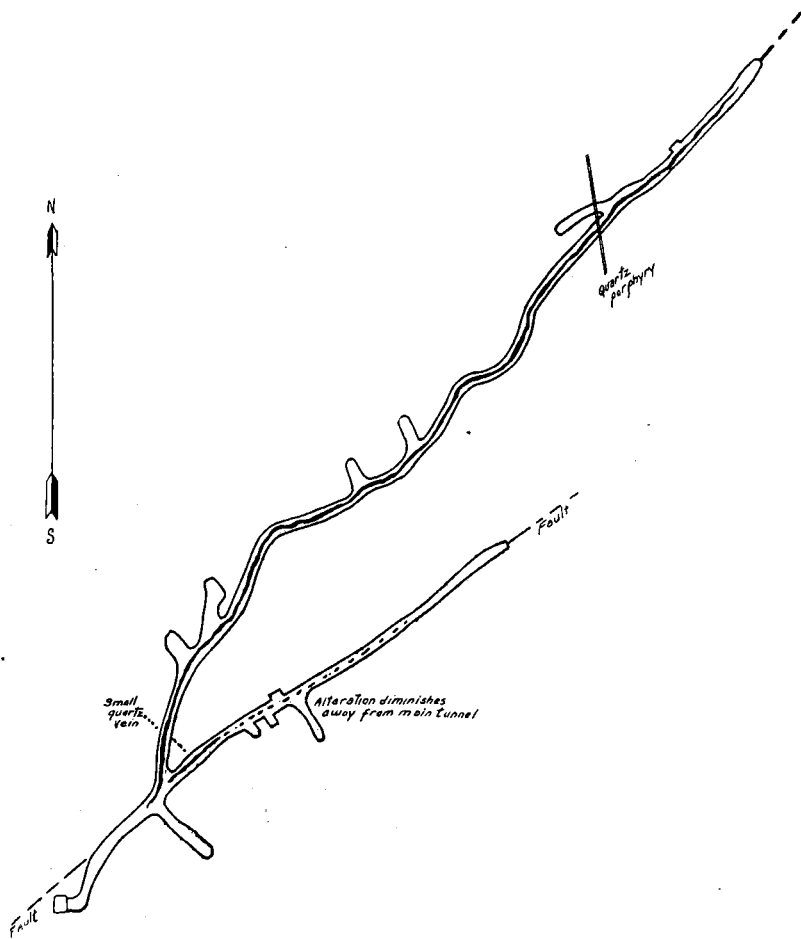 N
S
Quartz
porphyry
Fault
Small
quartz
vein
Alteration diminishes
away from main tunnel
Fault